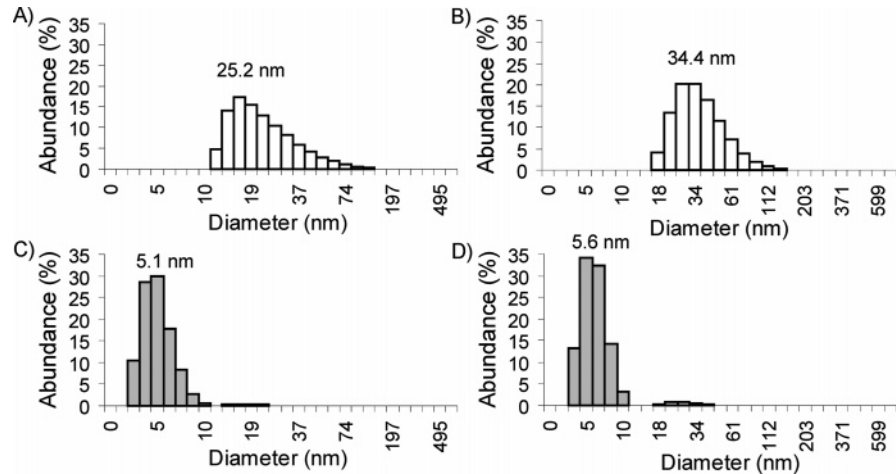 A)
Abundance (%)
35
30
25
20
15
10
5
0
25.2 nm
0 5 10 19 37 74 197 495
Diameter (nm)
B)
Abundance (%)
35
30
25
20
15
10
5
0
34.4 nm
0 5 10 18 34 61 112 203 371 599
Diameter (nm)
C)
Abundance (%)
35
30
25
20
15
10
5
0
5.1 nm
0 5 10 19 37 74 197 495
Diameter (nm)
D)
Abundance (%)
35
30
25
20
15
10
5
0
5.6 nm
0 5 10 18 34 61 112 203 371 599
Diameter (nm)